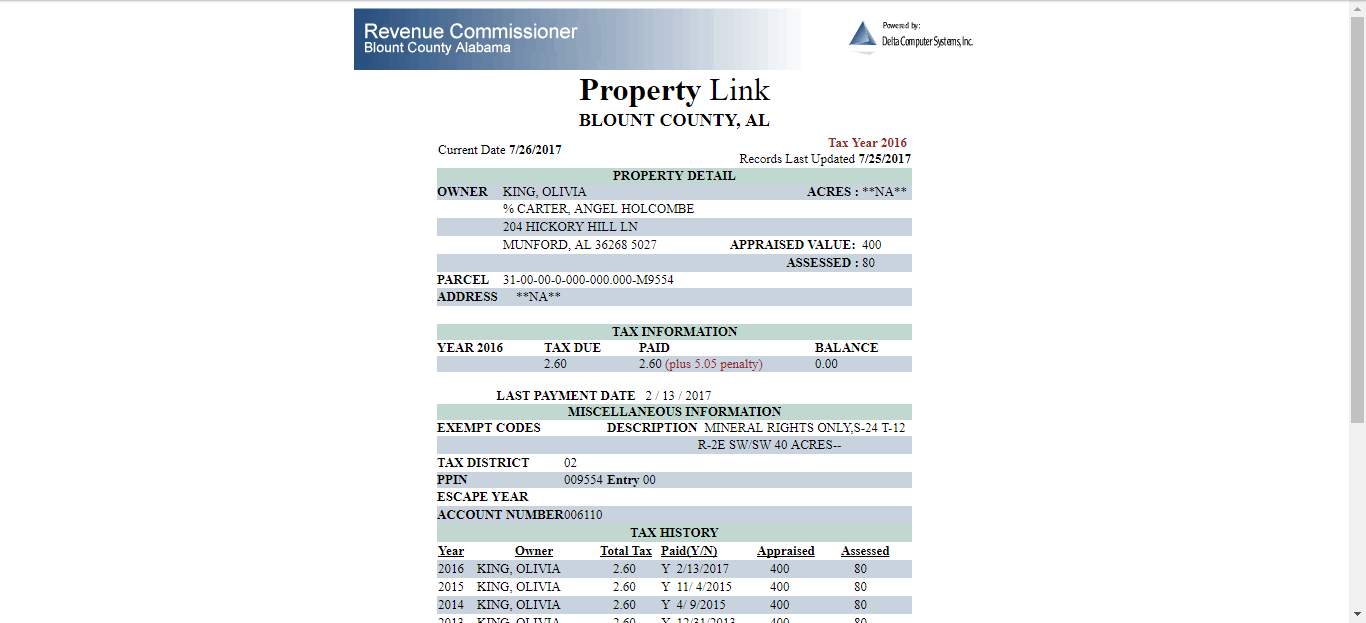 Revenue Commissioner
Blount County Alabama
Powered by:
Delta Computer Systems, Inc.
Property Link
BLOUNT COUNTY, AL
Tax Year 2016
Current Date 7/26/2017
Records Last Updated 7/25/2017
PROPERTY DETAIL
OWNER KING, OLIVIA ACRES : **NA**
% CARTER, ANGEL HOLCOMBE
204 HICKORY HILL LN
MUNFORD, AL 36268 5027 APPRAISED VALUE: 400
ASSESSED : 80
PARCEL 31-00-00-0-000-000.000-M9554
ADDRESS **NA**
TAX INFORMATION
YEAR 2016 TAX DUE PAID BALANCE
2.60 2.60 (plus 5.05 penalty) 0.00
LAST PAYMENT DATE 2 / 13 / 2017
MISCELLANEOUS INFORMATION
EXEMPT CODES DESCRIPTION MINERAL RIGHTS ONLY,S-24 T-12
R-2E SW/SW 40 ACRES--
TAX DISTRICT 02
PPIN 009554 Entry 00
ESCAPE YEAR
ACCOUNT NUMBER 006110
TAX HISTORY
Year Owner Total Tax Paid(Y/N) Appraised Assessed
2016 KING, OLIVIA 2.60 Y 2/13/2017 400 80
2015 KING, OLIVIA 2.60 Y 11/ 4/2015 400 80
2014 KING, OLIVIA 2.60 Y 4/ 9/2015 400 80
2013 KING, OLIVIA 2.60 Y 12/31/2013 400 80